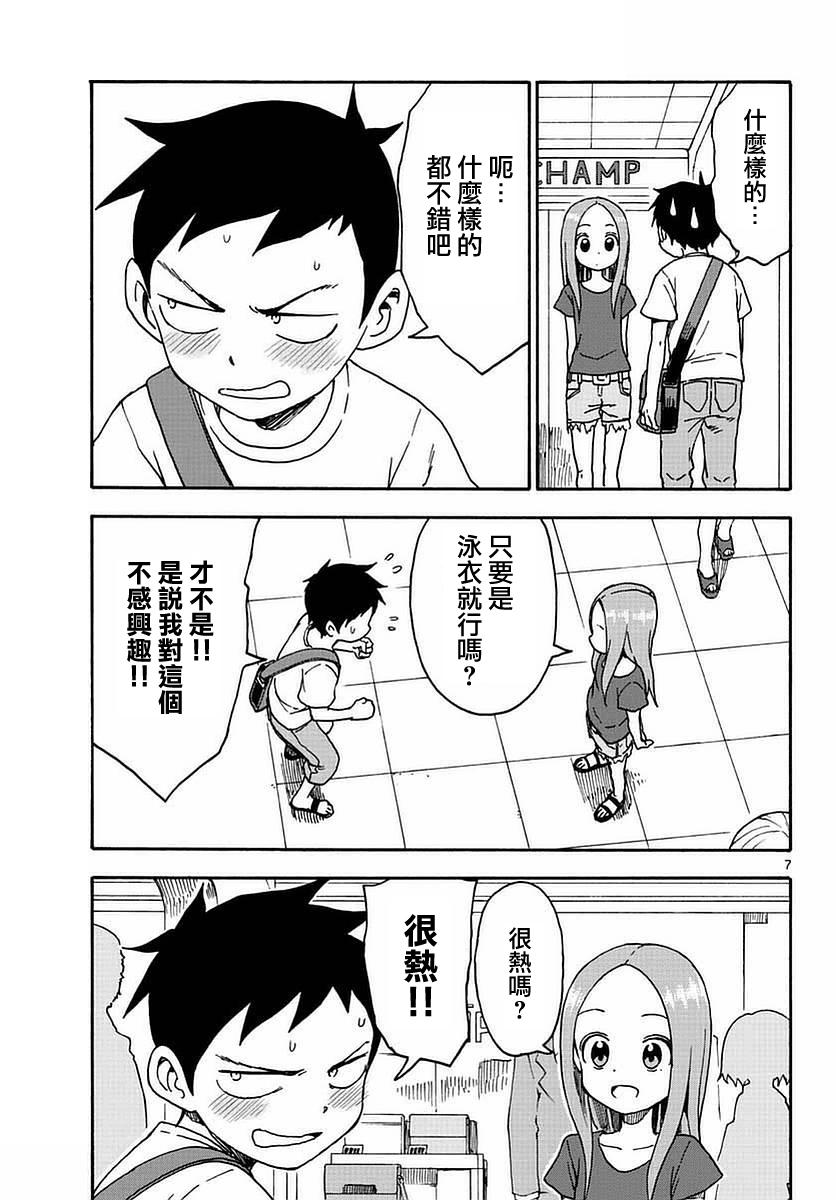 什麼樣的…
CHAMP
呃…
什麼樣的
都不錯吧
只要是
泳衣就行嗎？
才不是!!
是說我對這個
不感興趣!!
7
很熱嗎？
很熱!!